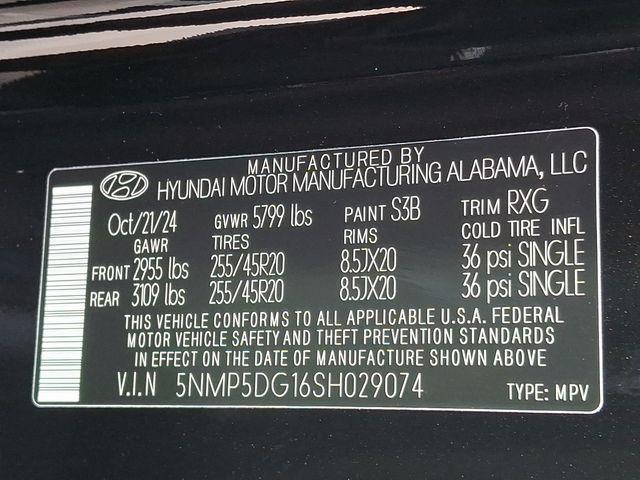 MANUFACTURED BY
HYUNDAI MOTOR MANUFACTURING ALABAMA, LLC
Oct/21/24 GVWR 5799 lbs PAINT S3B TRIM RXG
GAWR TIRES RIMS COLD TIRE INFL
FRONT 2955 lbs 255/45R20 8.5JX20 36 psi SINGLE
REAR 3109 lbs 255/45R20 8.5JX20 36 psi SINGLE
THIS VEHICLE CONFORMS TO ALL APPLICABLE U.S.A. FEDERAL
MOTOR VEHICLE SAFETY AND THEFT PREVENTION STANDARDS
IN EFFECT ON THE DATE OF MANUFACTURE SHOWN ABOVE
V.I.N 5NMP5DG16SH029074 TYPE: MPV